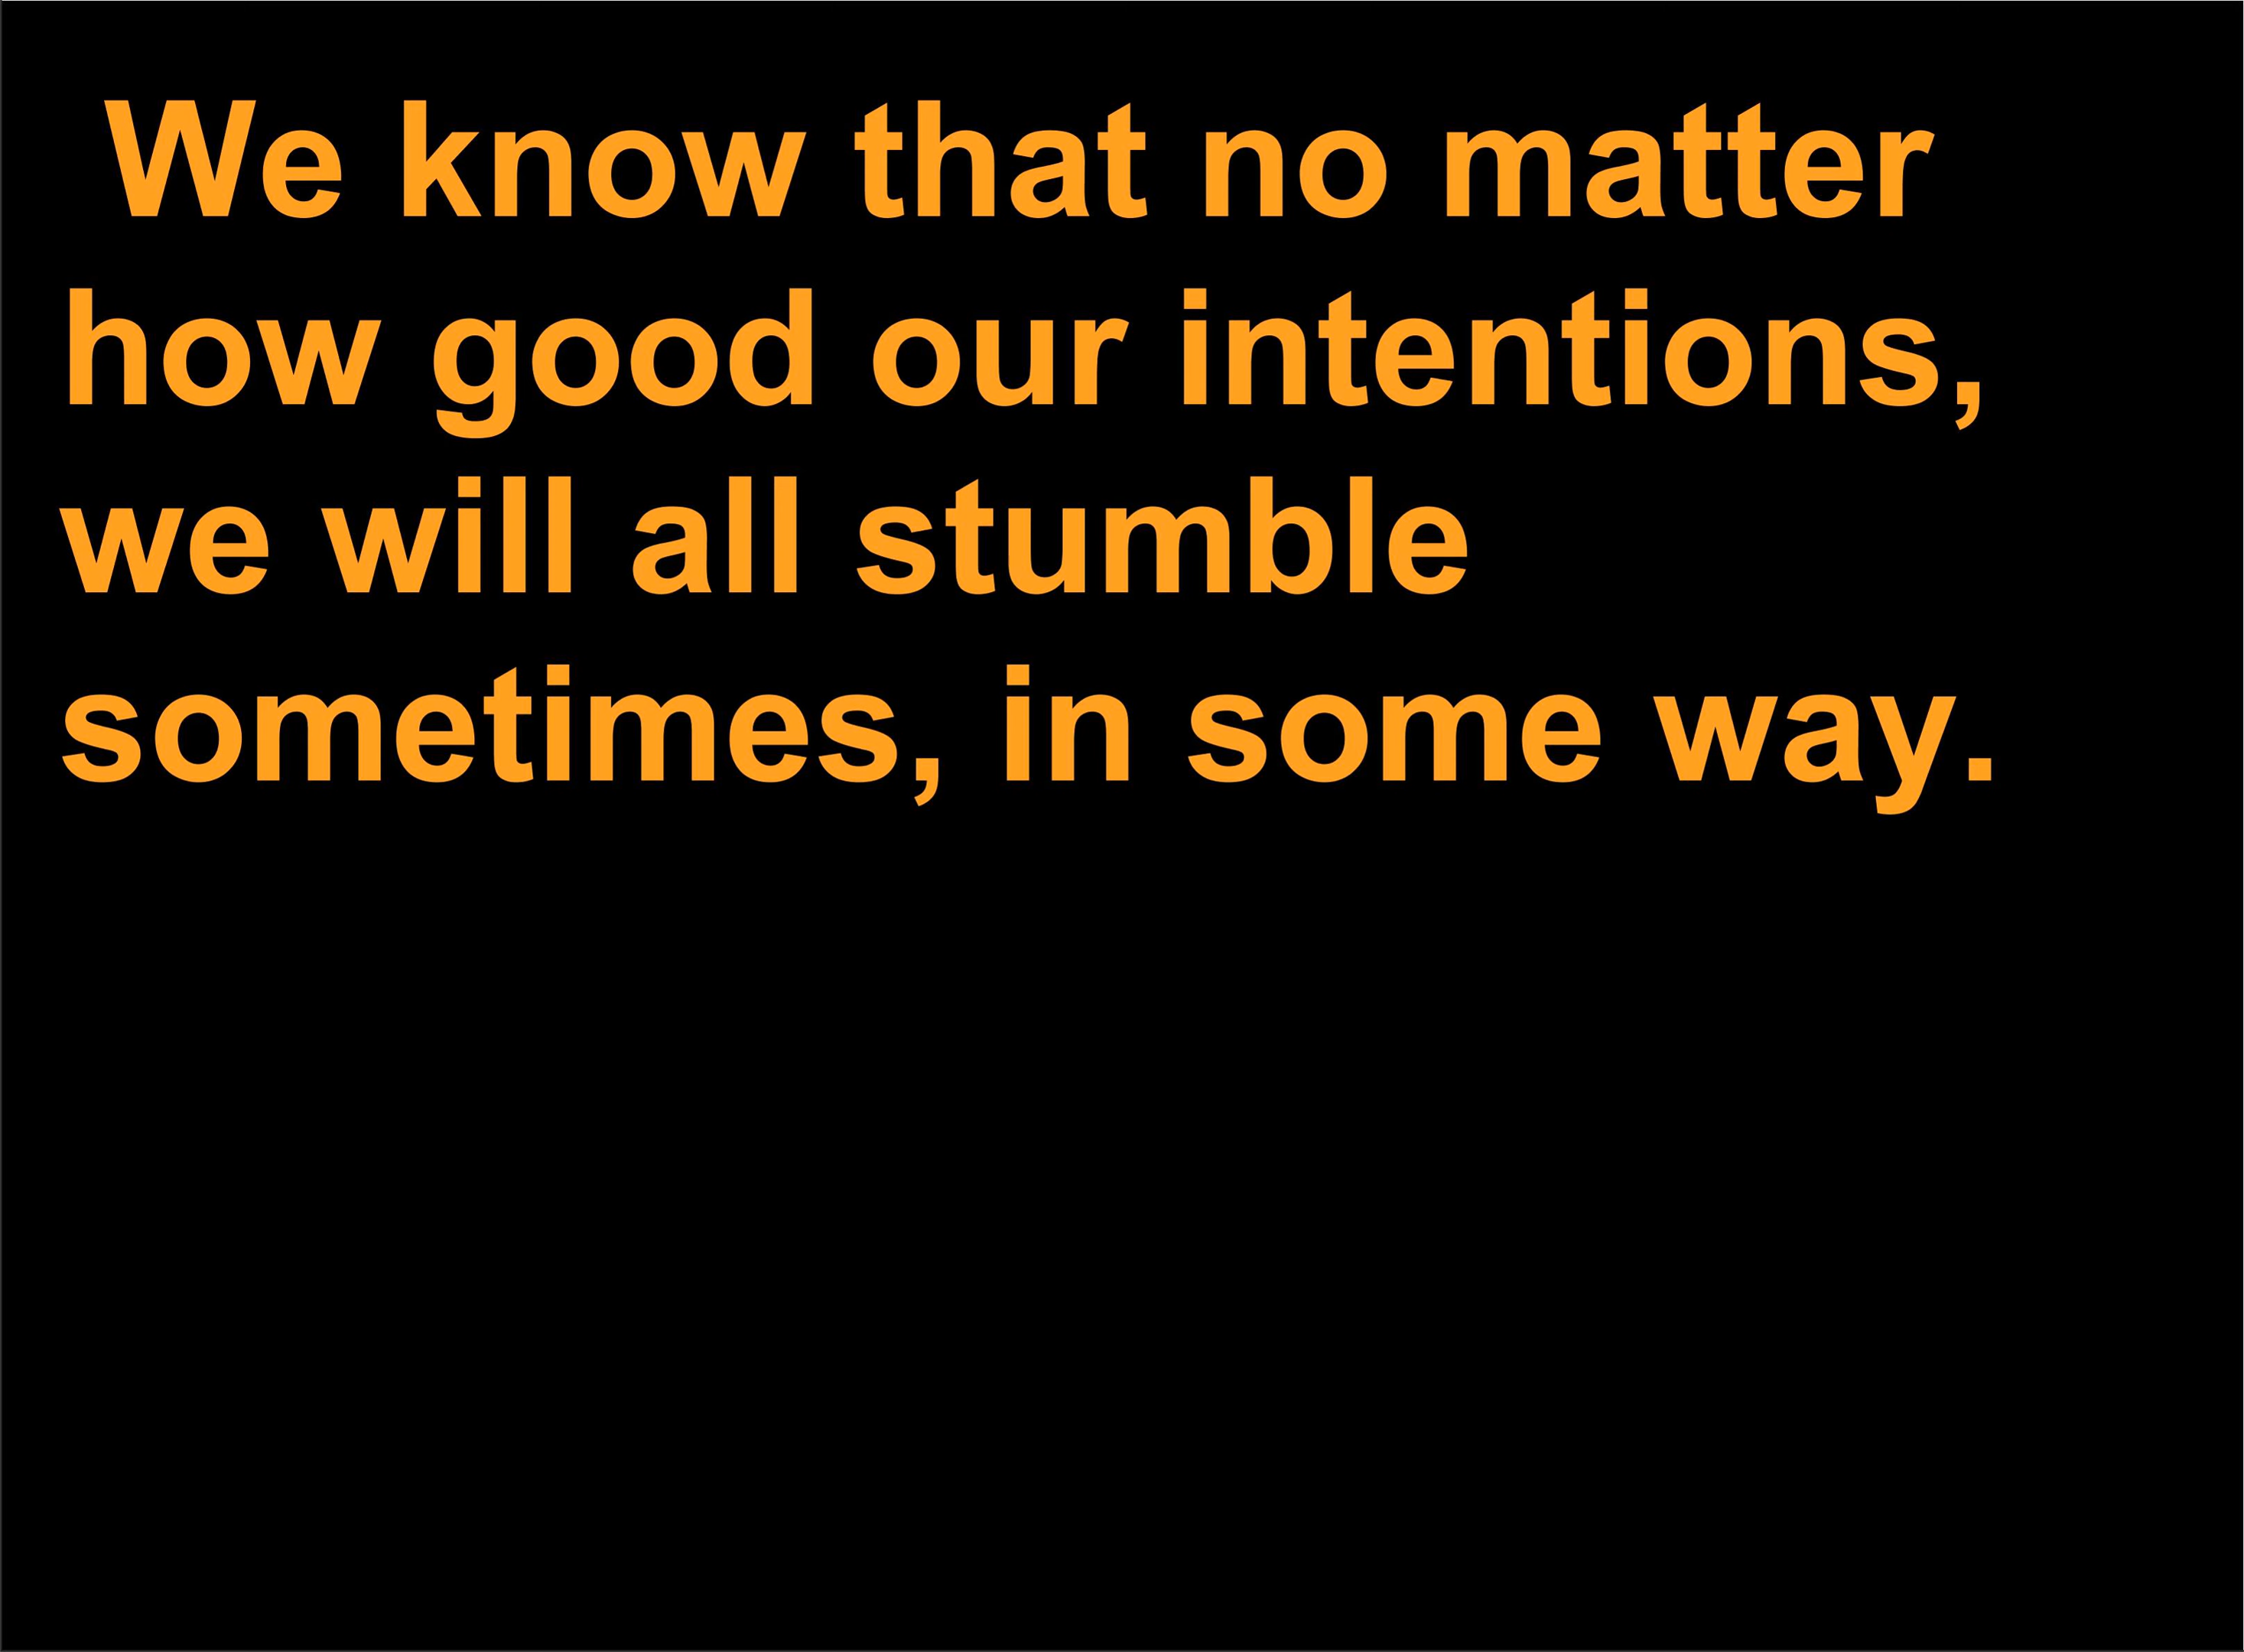 We know that no matter
how good our intentions,
we will all stumble
sometimes, in some way.